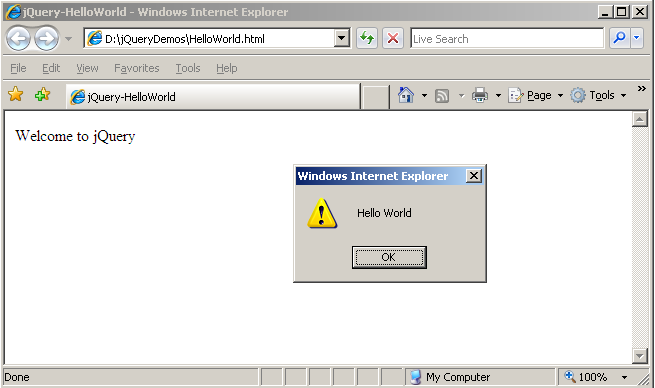 jQuery-HelloWorld - Windows Internet Explorer
D:\jQueryDemos\HelloWorld.html
Live Search
File Edit View Favorites Tools Help
jQuery-HelloWorld
Page Tools »
Welcome to jQuery
Windows Internet Explorer
Hello World
OK
Done My Computer 100%